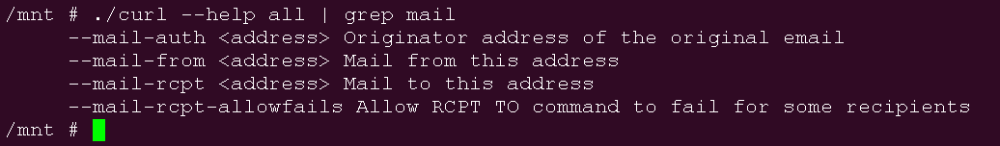 /mnt # ./curl --help all | grep mail
--mail-auth <address> Originator address of the original email
--mail-from <address> Mail from this address
--mail-rcpt <address> Mail to this address
--mail-rcpt-allowfails Allow RCPT TO command to fail for some recipients
/mnt #